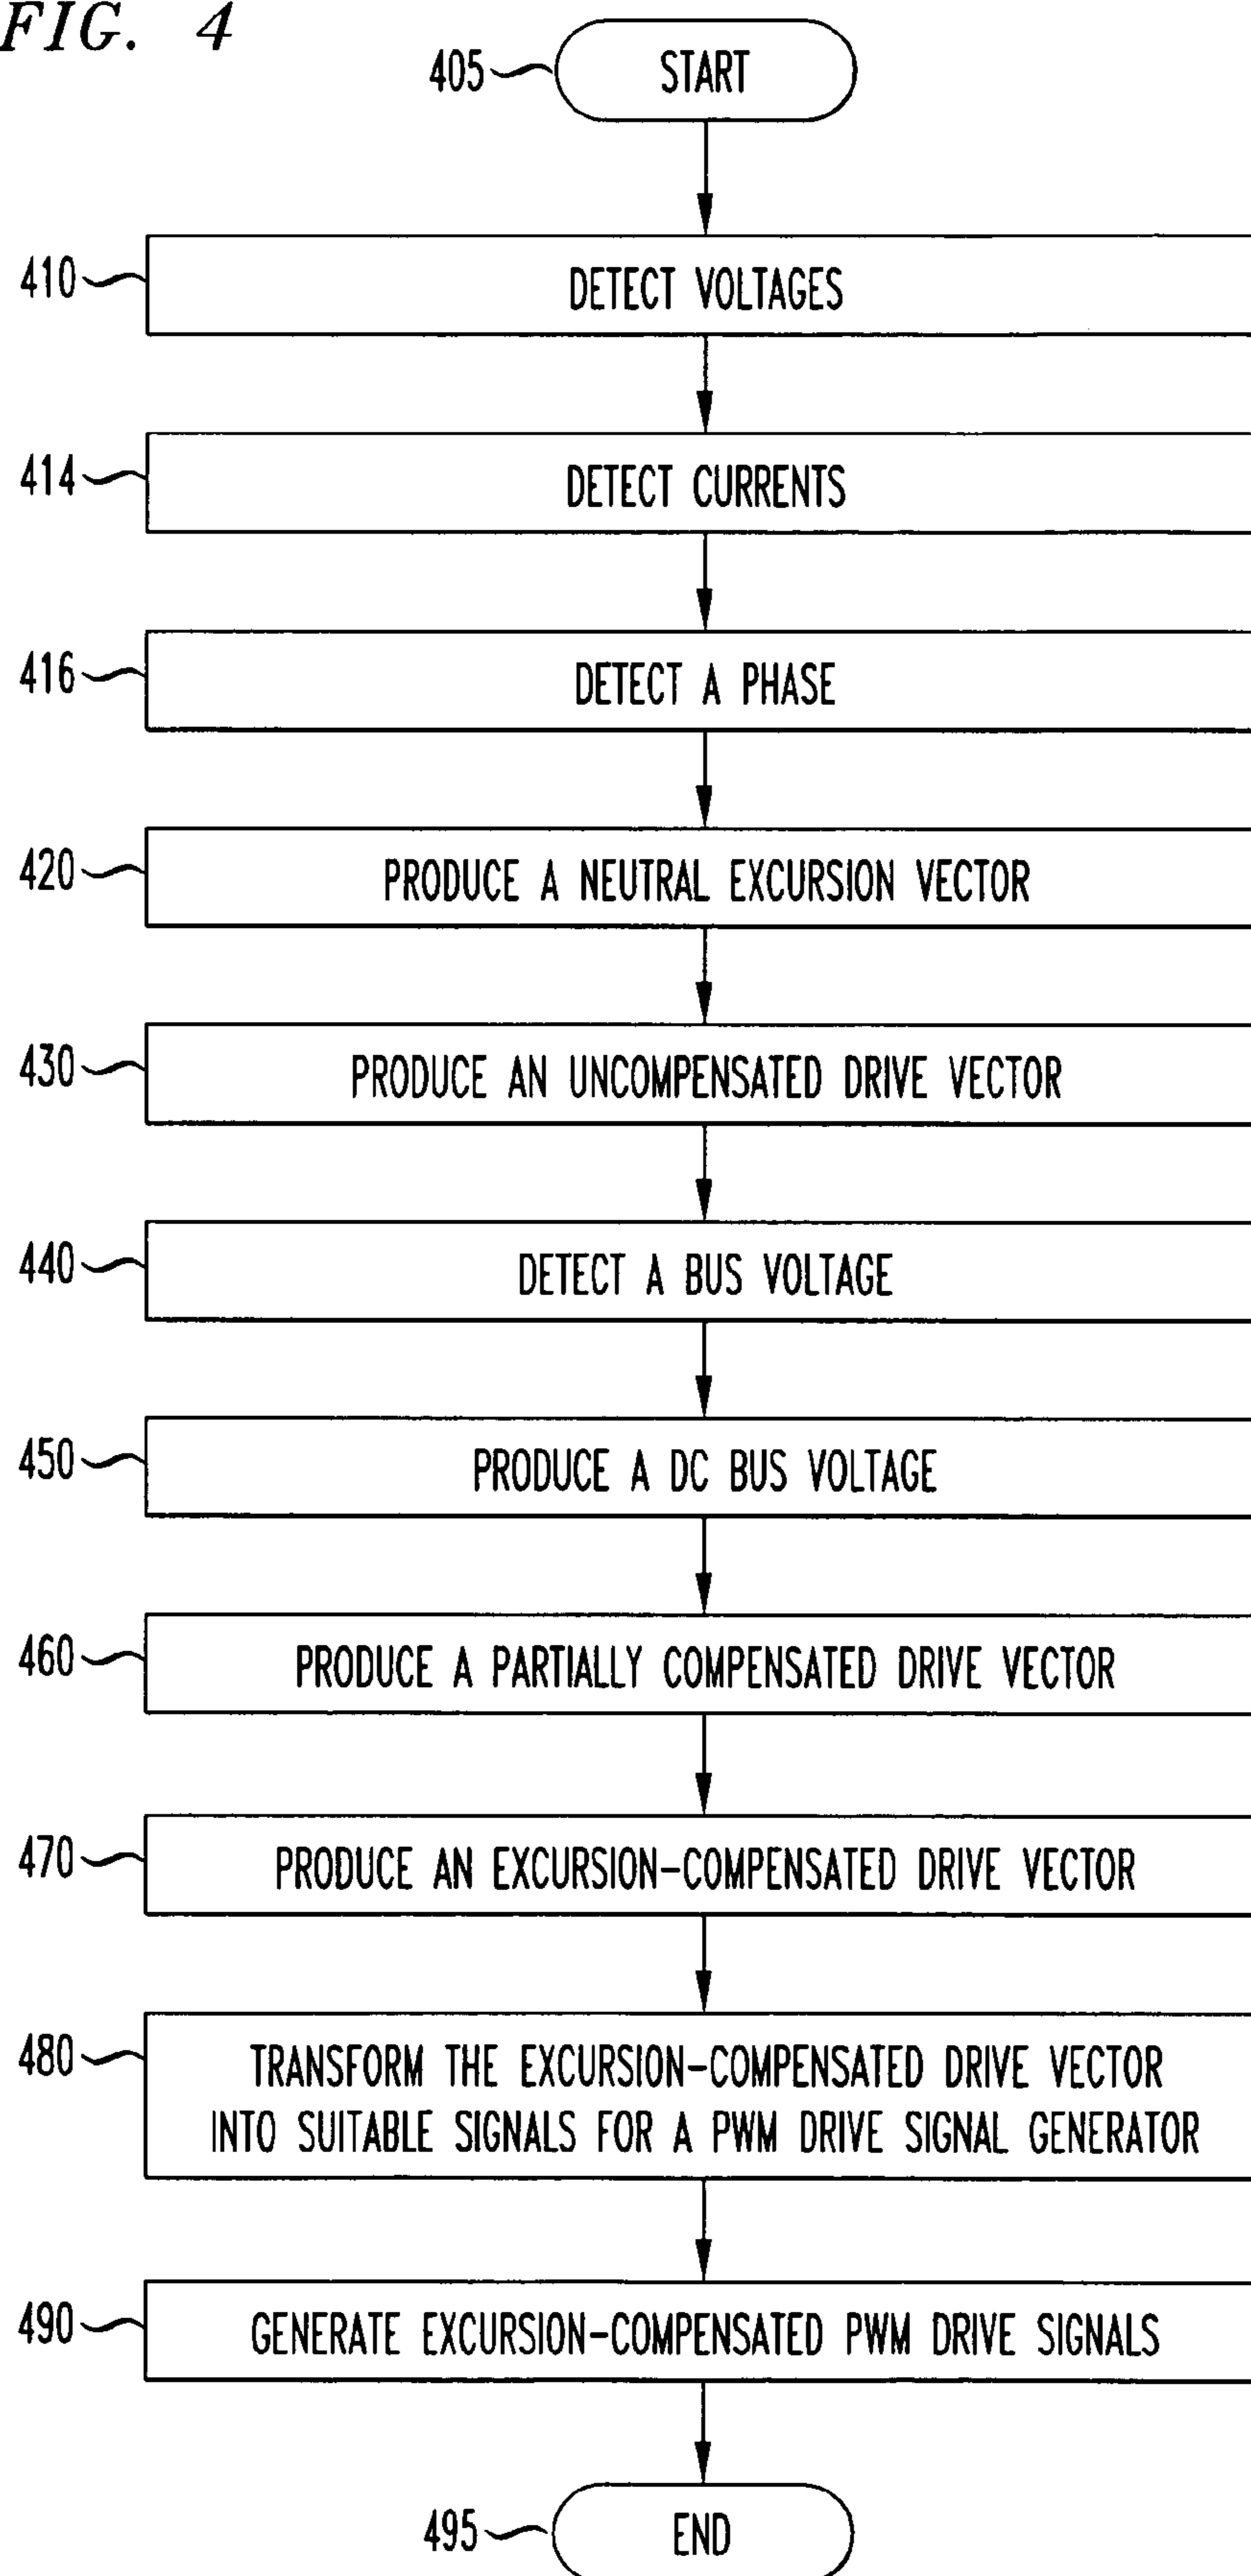 FIG. 4
405 START
410 DETECT VOLTAGES
414 DETECT CURRENTS
416 DETECT A PHASE
420 PRODUCE A NEUTRAL EXCURSION VECTOR
430 PRODUCE AN UNCOMPENSATED DRIVE VECTOR
440 DETECT A BUS VOLTAGE
450 PRODUCE A DC BUS VOLTAGE
460 PRODUCE A PARTIALLY COMPENSATED DRIVE VECTOR
470 PRODUCE AN EXCURSION-COMPENSATED DRIVE VECTOR
480 TRANSFORM THE EXCURSION-COMPENSATED DRIVE VECTOR
INTO SUITABLE SIGNALS FOR A PWM DRIVE SIGNAL GENERATOR
490 GENERATE EXCURSION-COMPENSATED PWM DRIVE SIGNALS
495 END